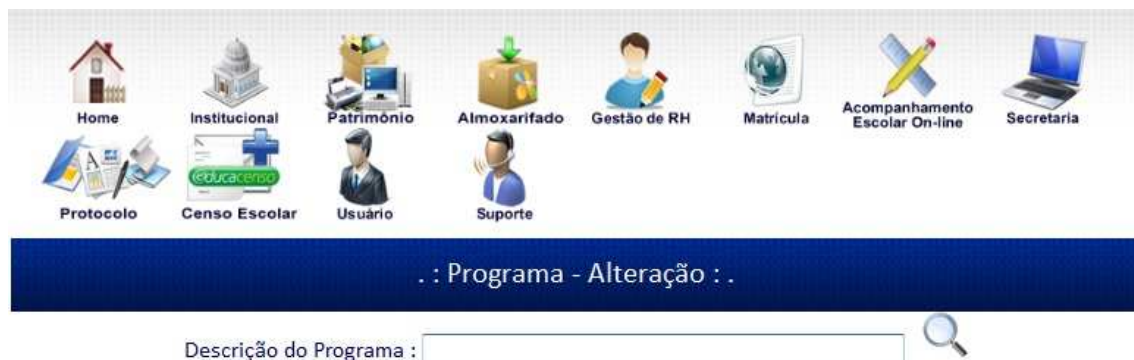 Home Institucional Patrimônio Almoxarifado Gestão de RH Matrícula Acompanhamento Escolar On-line Secretaria
educacenso
Protocolo Censo Escolar Usuário Suporte
. : Programa - Alteração : .
Descrição do Programa :